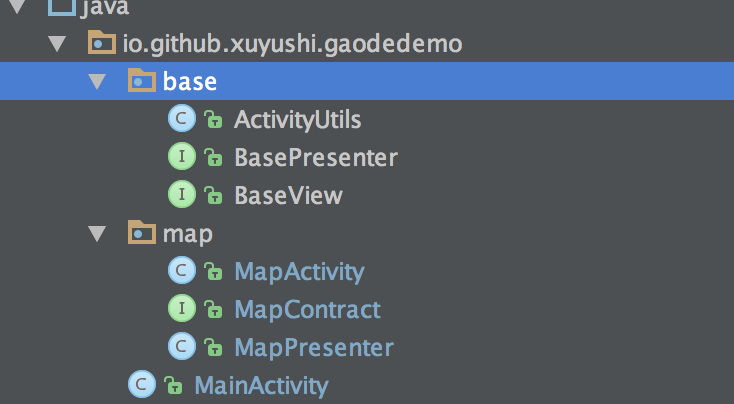 java
io.github.xuyushi.gaodedemo
base
C ActivityUtils
I BasePresenter
I BaseView
map
C MapActivity
I MapContract
C MapPresenter
C MainActivity